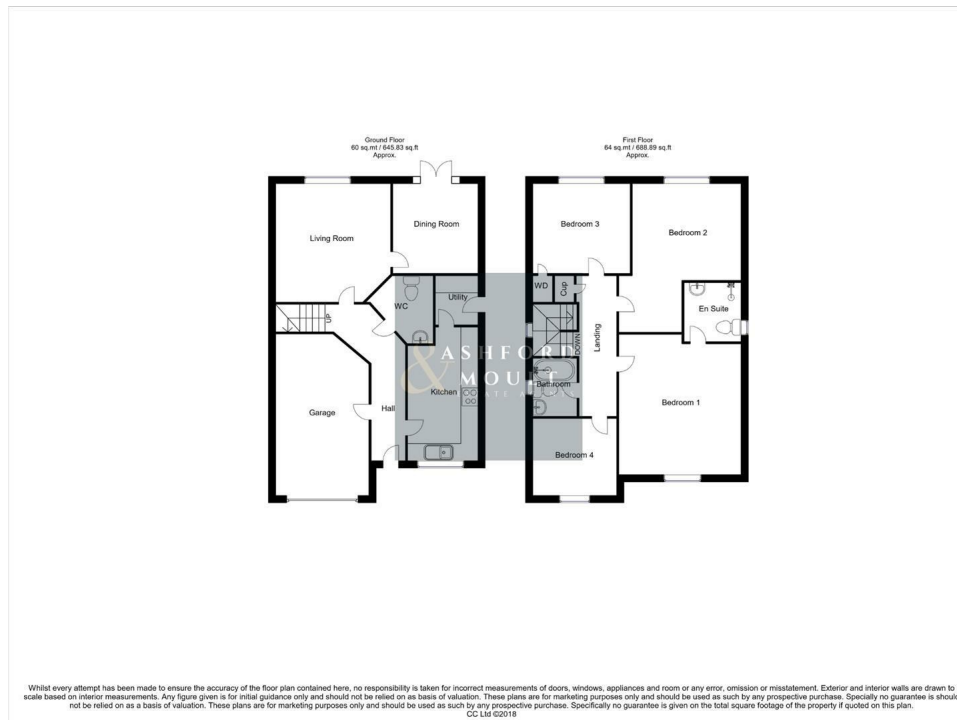 Ground Floor
60 sq.mt / 645.83 sq.ft
Approx.
First Floor
64 sq.mt / 688.89 sq.ft
Approx.
Living Room
Dining Room
WC
Utility
UP
Kitchen
Hall
Garage
Bedroom 3
Bedroom 2
WD
Cup
En Suite
Landing
DOWN
Bathroom
Bedroom 1
Bedroom 4
& ASHFORD
MOULT
Whilst every attempt has been made to ensure the accuracy of the floor plan contained here, no responsibility is taken for incorrect measurements of doors, windows, appliances and room or any error, omission or misstatement. Exterior and interior walls are drawn to
scale based on interior measurements. Any figure given is for initial guidance only and should not be relied on as basis of valuation. These plans are for marketing purposes only and should be used as such by any prospective purchase. Specially no guarantee is should
not be relied on as a basis of valuation. These plans are for marketing purposes only and should be used as such by any prospective purchase. Specifically no guarantee is given on the total square footage of the property if quoted on this plan.
CC Ltd ©2018